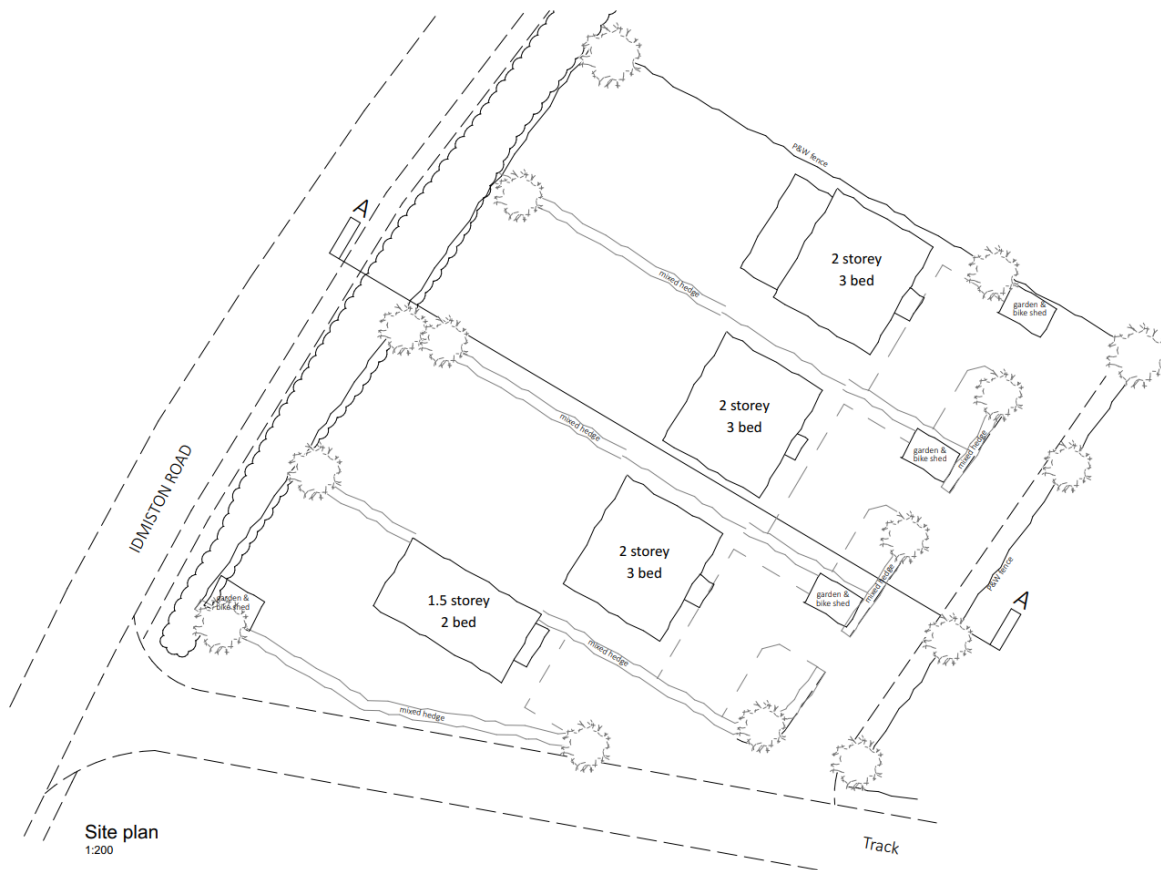 P&W fence
A
2 storey
3 bed
mixed hedge
garden &
bike shed
2 storey
3 bed
mixed hedge
garden &
bike shed
mixed hedge
IDMISTON ROAD
2 storey
3 bed
garden &
bike shed
mixed hedge
P&W fence
A
1.5 storey
2 bed
garden &
bike shed
mixed hedge
mixed hedge
Site plan
1:200
Track